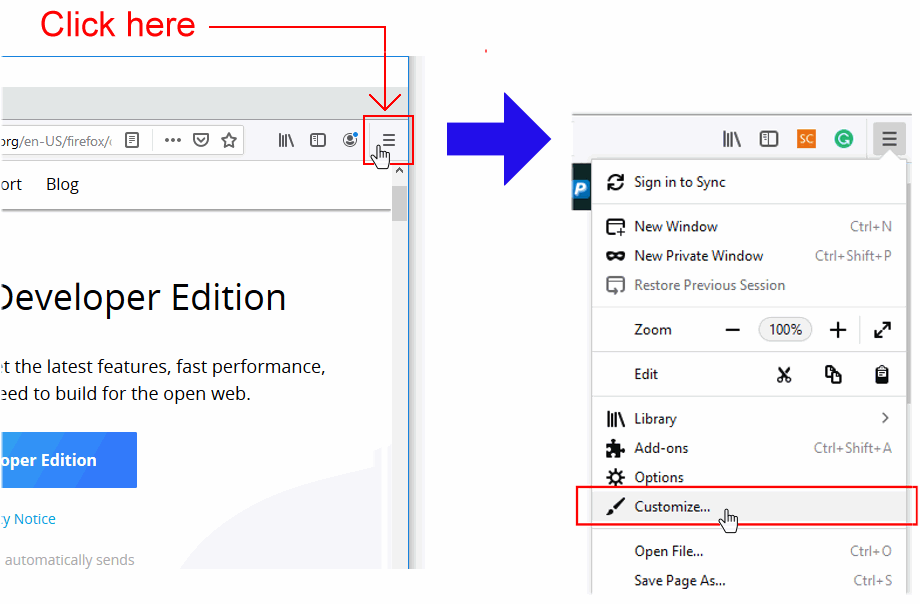 Click here
org/en-US/firefox/
ort Blog
Developer Edition
et the latest features, fast performance,
eed to build for the open web.
oper Edition
y Notice
automatically sends
SC
G
P
Sign in to Sync
New Window Ctrl+N
New Private Window Ctrl+Shift+P
Restore Previous Session
Zoom 100%
Edit
Library
Add-ons Ctrl+Shift+A
Options
Customize...
Open File... Ctrl+O
Save Page As... Ctrl+S